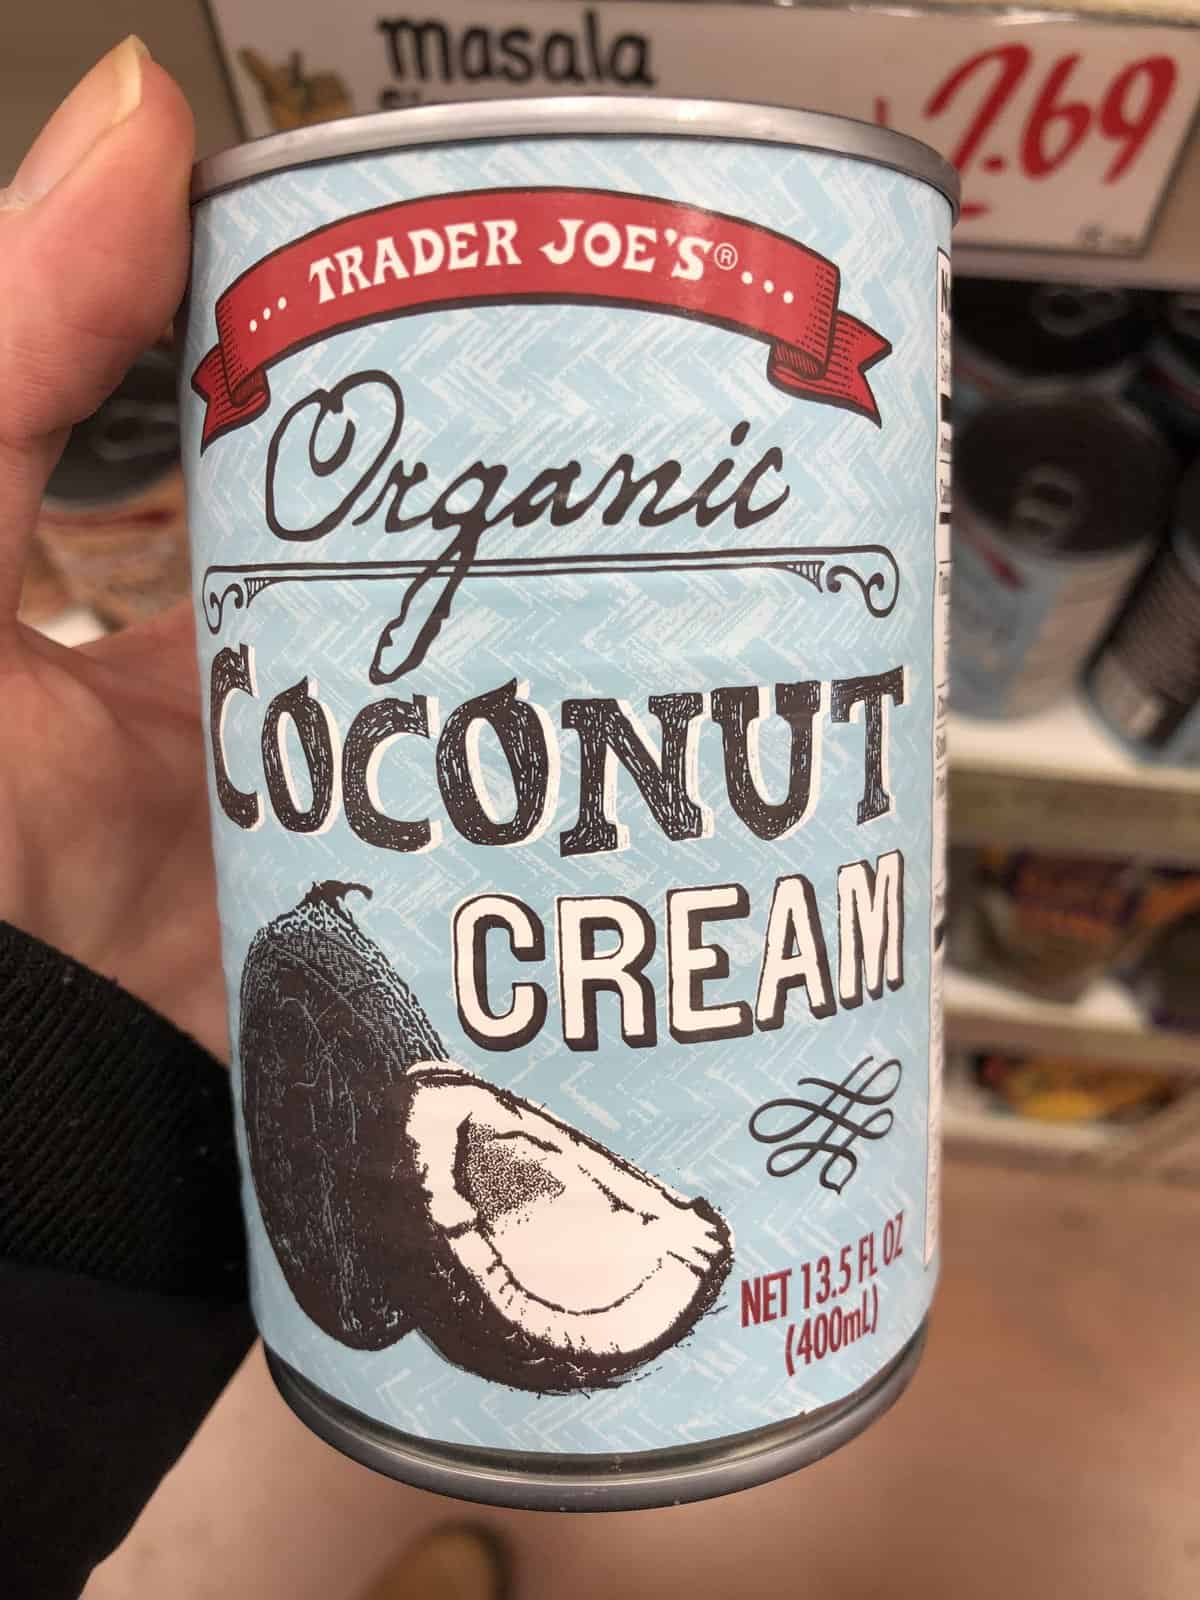 masala
2.69
... TRADER JOE'S® ...
Organic
COCONUT
CREAM
NET 13.5 FL OZ
(400mL)